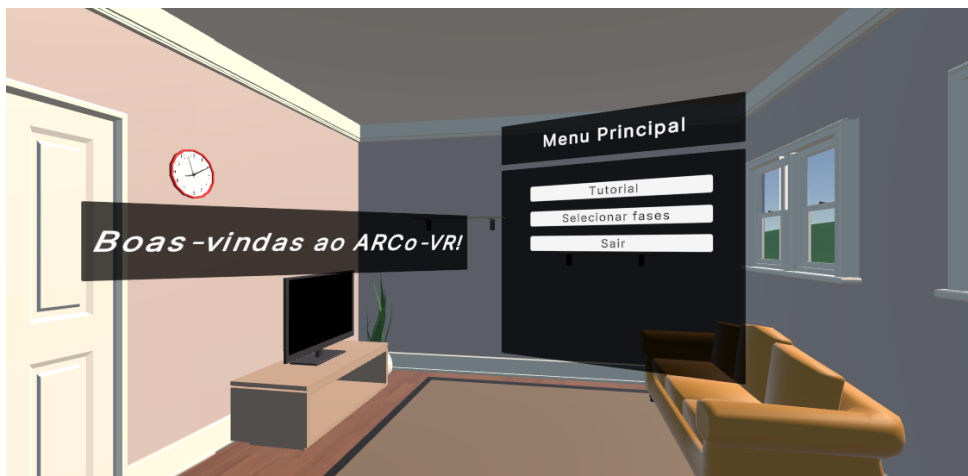 Boas-vindas ao ARCo-VR!
Menu Principal
Tutorial
Selecionar fases
Sair